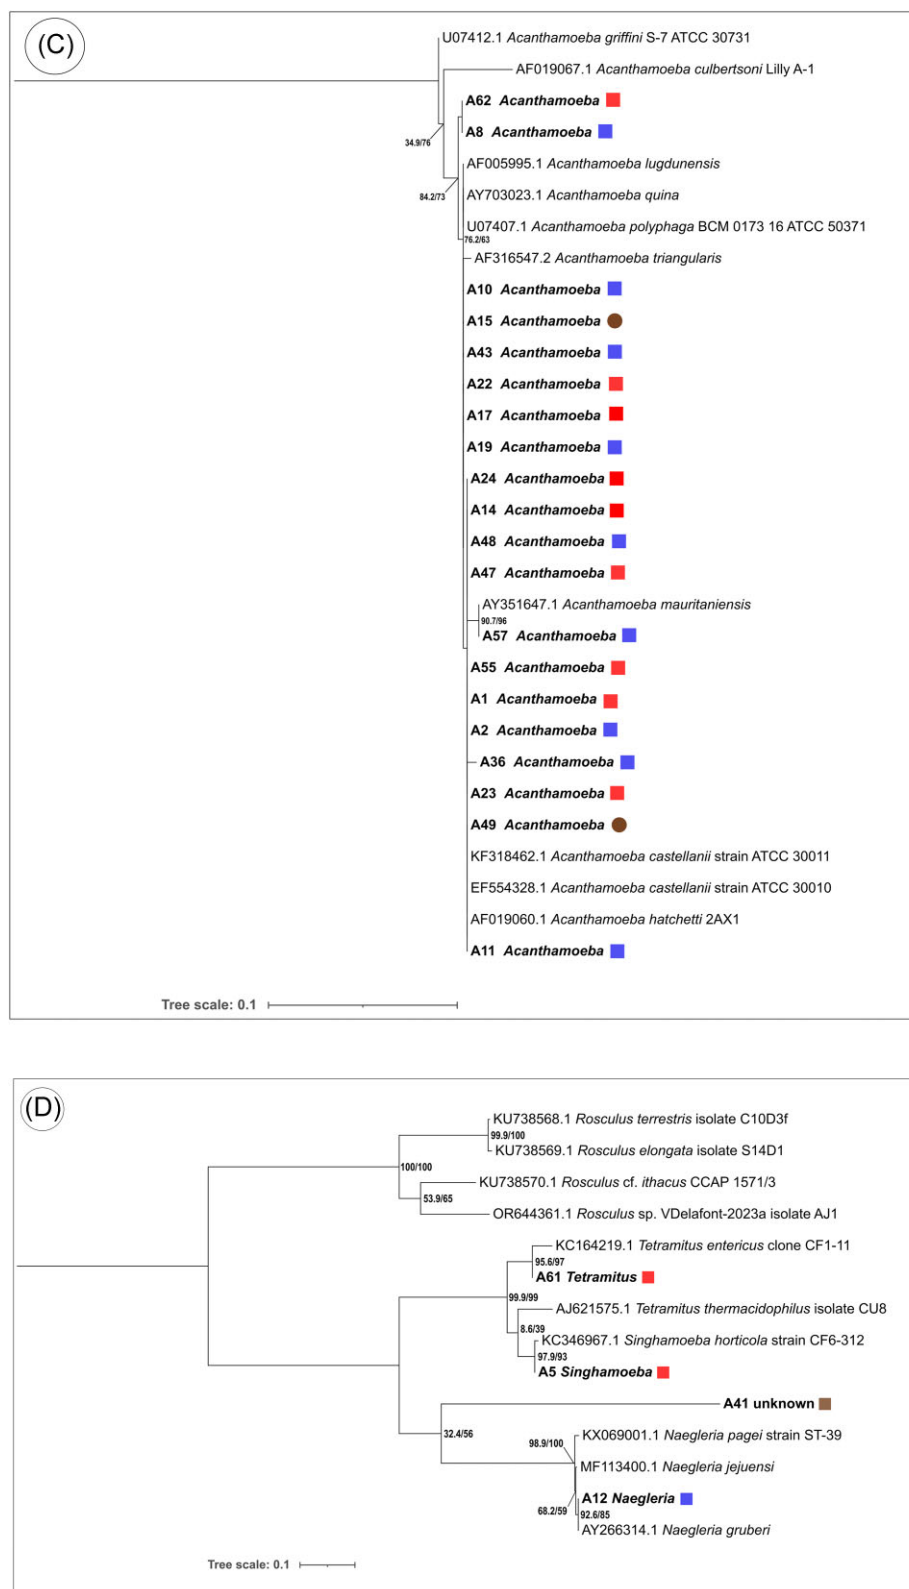 (C)
U07412.1 Acanthamoeba griffini S-7 ATCC 30731
AF019067.1 Acanthamoeba culbertsoni Lilly A-1
A62 Acanthamoeba
A8 Acanthamoeba
34.9/76
AF005995.1 Acanthamoeba lugdunensis
84.2/73
AY703023.1 Acanthamoeba quina
U07407.1 Acanthamoeba polyphaga BCM 0173 16 ATCC 50371
76.2/63
AF316547.2 Acanthamoeba triangularis
A10 Acanthamoeba
A15 Acanthamoeba
A43 Acanthamoeba
A22 Acanthamoeba
A17 Acanthamoeba
A19 Acanthamoeba
A24 Acanthamoeba
A14 Acanthamoeba
A48 Acanthamoeba
A47 Acanthamoeba
AY351647.1 Acanthamoeba mauritaniensis
90.7/96
A57 Acanthamoeba
A55 Acanthamoeba
A1 Acanthamoeba
A2 Acanthamoeba
A36 Acanthamoeba
A23 Acanthamoeba
A49 Acanthamoeba
KF318462.1 Acanthamoeba castellanii strain ATCC 30011
EF554328.1 Acanthamoeba castellanii strain ATCC 30010
AF019060.1 Acanthamoeba hatchetti 2AX1
A11 Acanthamoeba
Tree scale: 0.1
(D)
KU738568.1 Rosculus terrestris isolate C10D3f
99.9/100
KU738569.1 Rosculus elongata isolate S14D1
100/100
KU738570.1 Rosculus cf. ithacus CCAP 1571/3
53.9/65
OR644361.1 Rosculus sp. VDelafont-2023a isolate AJ1
KC164219.1 Tetramitus entericus clone CF1-11
95.6/97
A61 Tetramitus
99.9/99
AJ621575.1 Tetramitus thermacidophilus isolate CU8
8.6/39
KC346967.1 Singhamoeba horticola strain CF6-312
97.9/93
A5 Singhamoeba
A41 unknown
32.4/56
KX069001.1 Naegleria pagei strain ST-39
98.9/100
MF113400.1 Naegleria jejuensi
A12 Naegleria
68.2/59
92.6/85
AY266314.1 Naegleria gruberi
Tree scale: 0.1